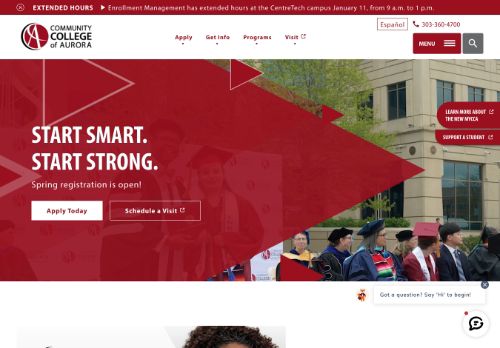 EXTENDED HOURS ▶ Enrollment Management has extended hours at the CentreTech campus January 11, from 9 a.m. to 1 p.m.
COMMUNITY
COLLEGE
of AURORA
Español
303-360-4700
Apply
Get Info
Programs
Visit
MENU
LEARN MORE ABOUT
THE NEW MYCCA
SUPPORT A STUDENT
START SMART.
START STRONG.
Spring registration is open!
Apply Today
Schedule a Visit
Got a question? Say 'Hi' to begin!